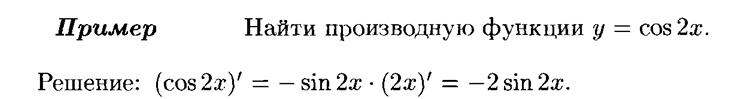 Пример Найти производную функции y = cos 2x.
Решение: (cos 2x)′ = − sin 2x · (2x)′ = −2 sin 2x.